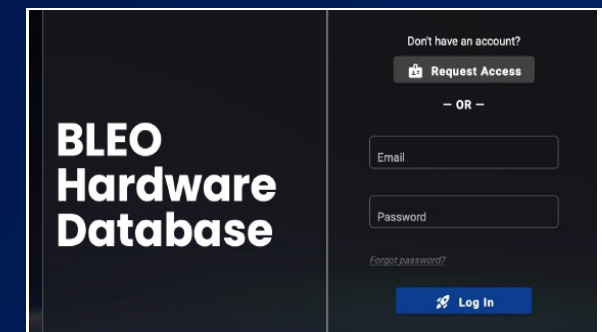 BLEO
Hardware
Database
Don't have an account?
Request Access
— OR —
Email
Password
Forgot password?
Log In